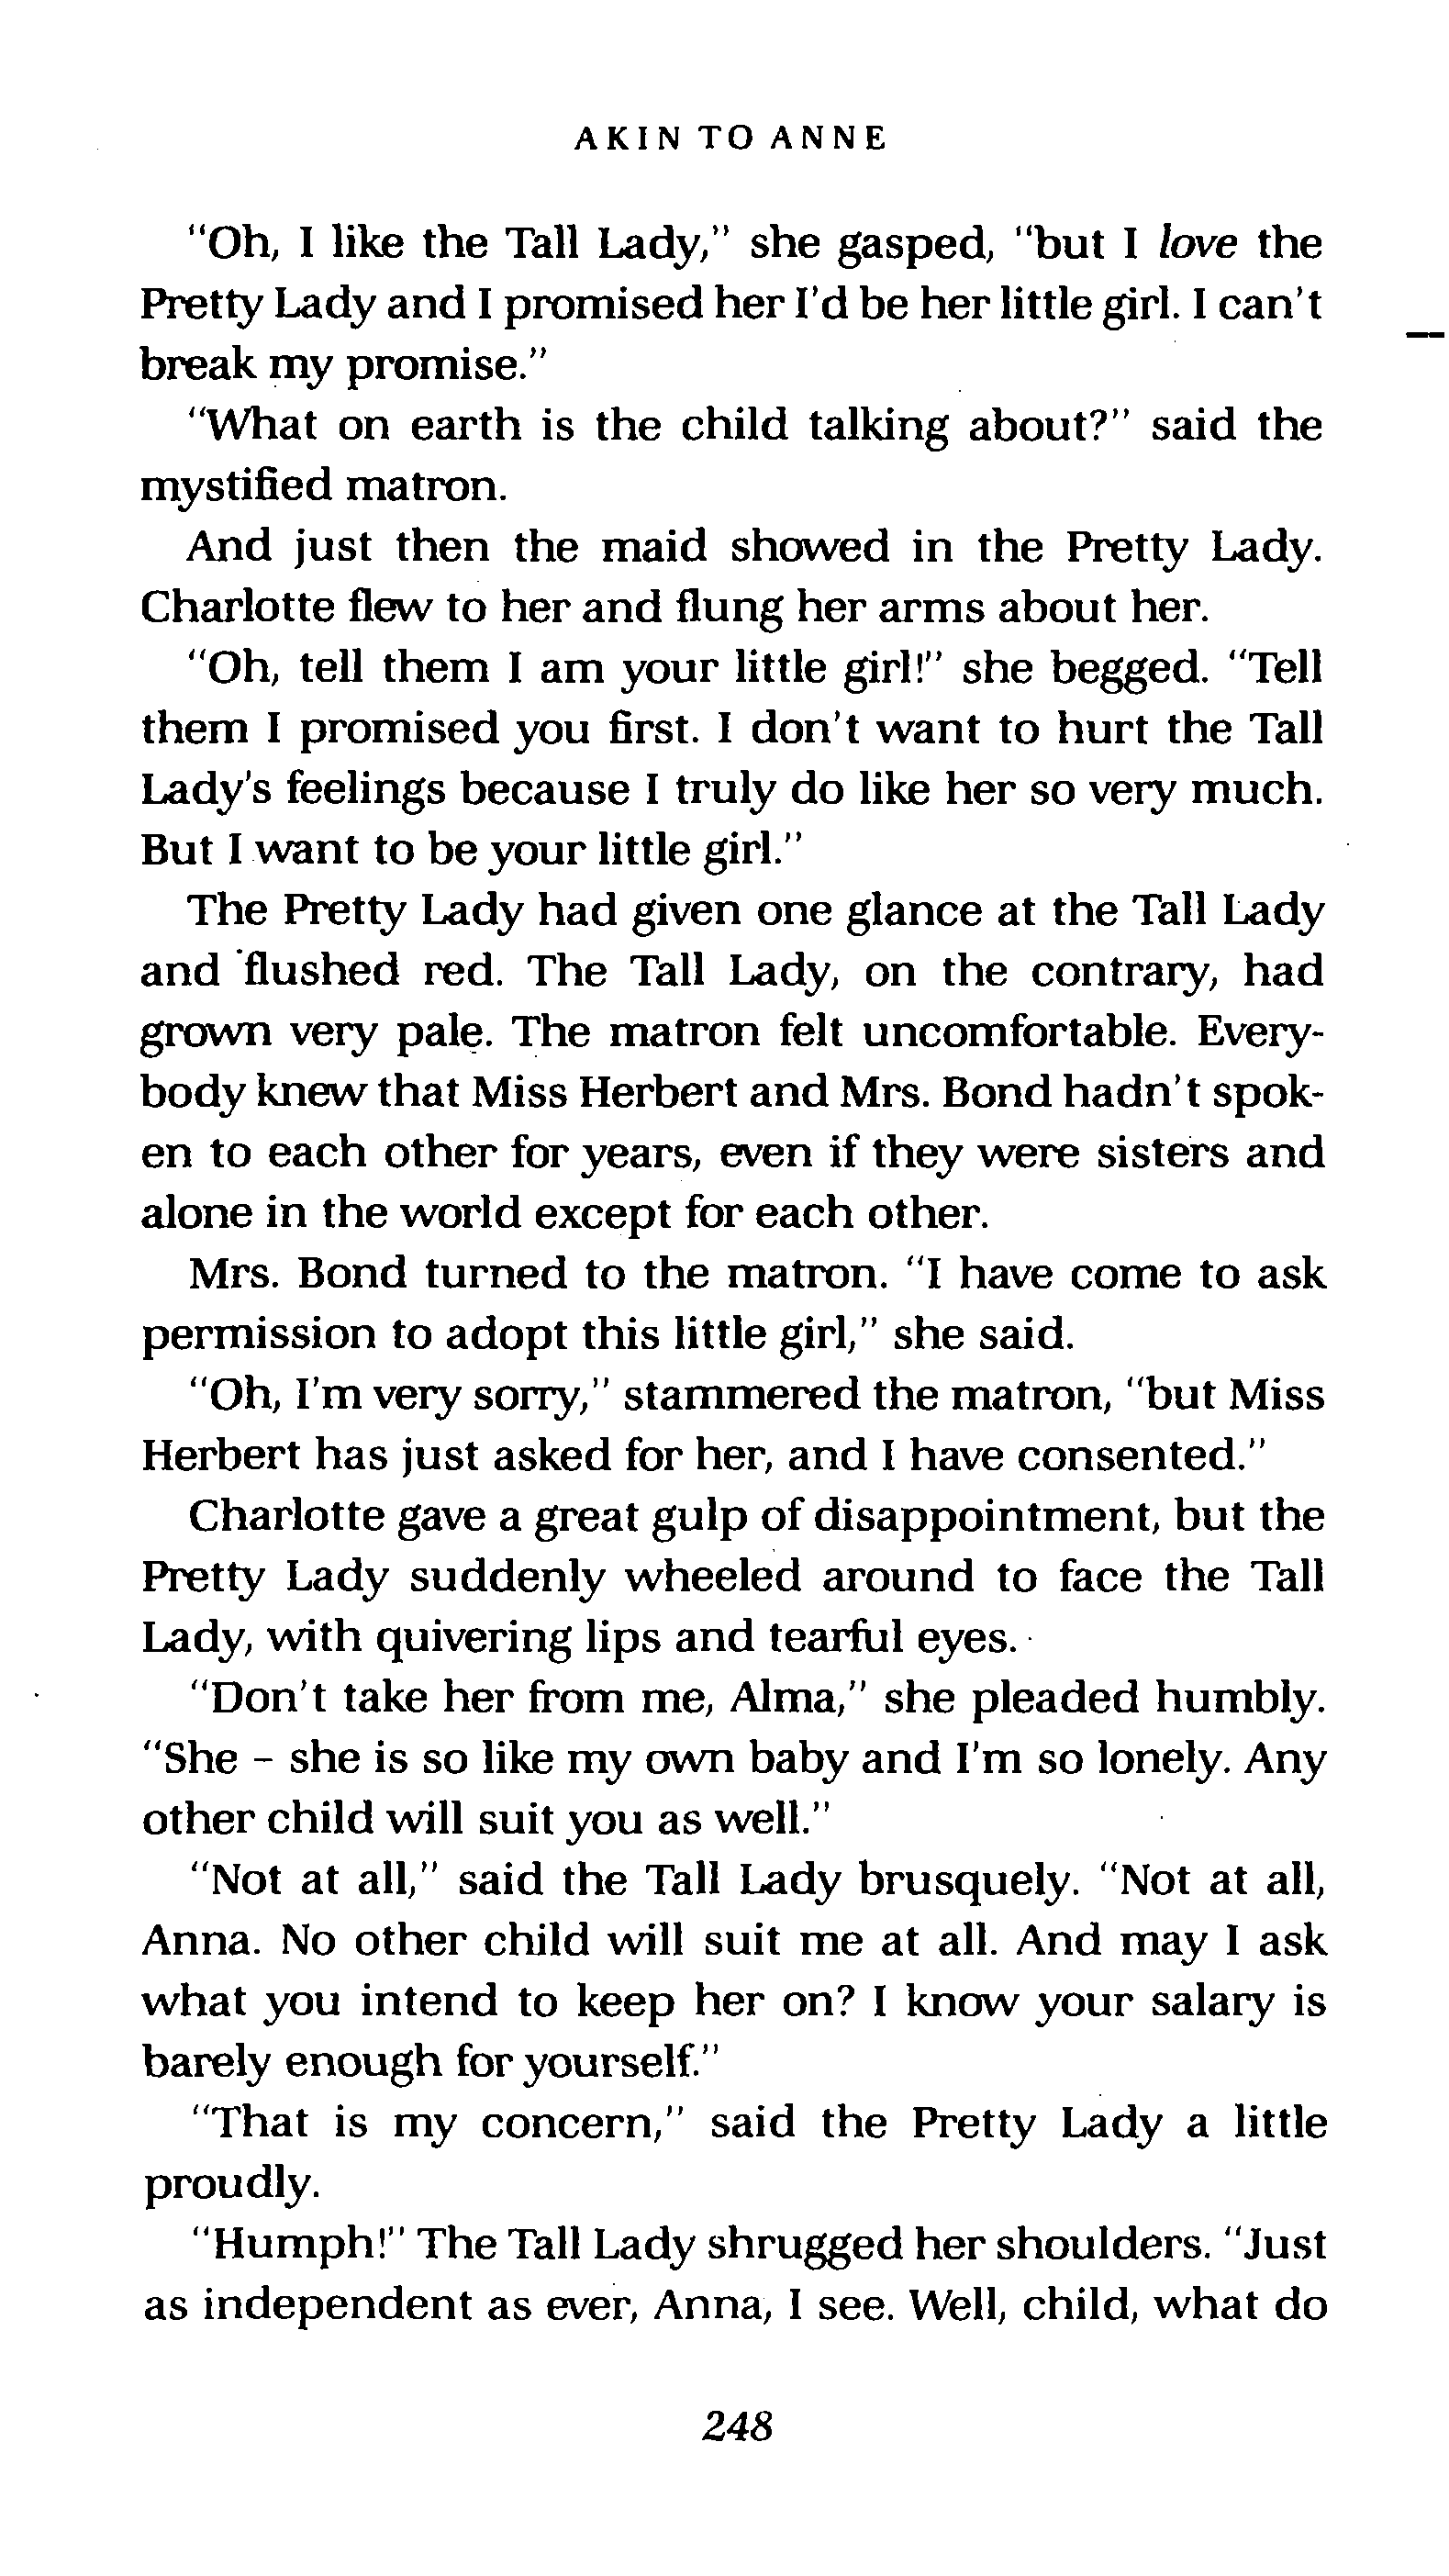 AKIN TO ANNE
"Oh, I like the Tall Lady," she gasped, "but I love the
Pretty Lady and I promised her I'd be her little girl. I can't
break my promise."
"What on earth is the child talking about?" said the
mystified matron.
And just then the maid showed in the Pretty Lady.
Charlotte flew to her and flung her arms about her.
"Oh, tell them I am your little girl!" she begged. "Tell
them I promised you first. I don't want to hurt the Tall
Lady's feelings because I truly do like her so very much.
But I want to be your little girl."
The Pretty Lady had given one glance at the Tall Lady
and flushed red. The Tall Lady, on the contrary, had
grown very pale. The matron felt uncomfortable. Every-
body knew that Miss Herbert and Mrs. Bond hadn't spok-
en to each other for years, even if they were sisters and
alone in the world except for each other.
Mrs. Bond turned to the matron. "I have come to ask
permission to adopt this little girl," she said.
"Oh, I'm very sorry," stammered the matron, "but Miss
Herbert has just asked for her, and I have consented."
Charlotte gave a great gulp of disappointment, but the
Pretty Lady suddenly wheeled around to face the Tall
Lady, with quivering lips and tearful eyes.
"Don't take her from me, Alma," she pleaded humbly.
"She – she is so like my own baby and I'm so lonely. Any
other child will suit you as well."
"Not at all," said the Tall Lady brusquely. "Not at all,
Anna. No other child will suit me at all. And may I ask
what you intend to keep her on? I know your salary is
barely enough for yourself."
"That is my concern," said the Pretty Lady a little
proudly.
"Humph!" The Tall Lady shrugged her shoulders. "Just
as independent as ever, Anna, I see. Well, child, what do
248